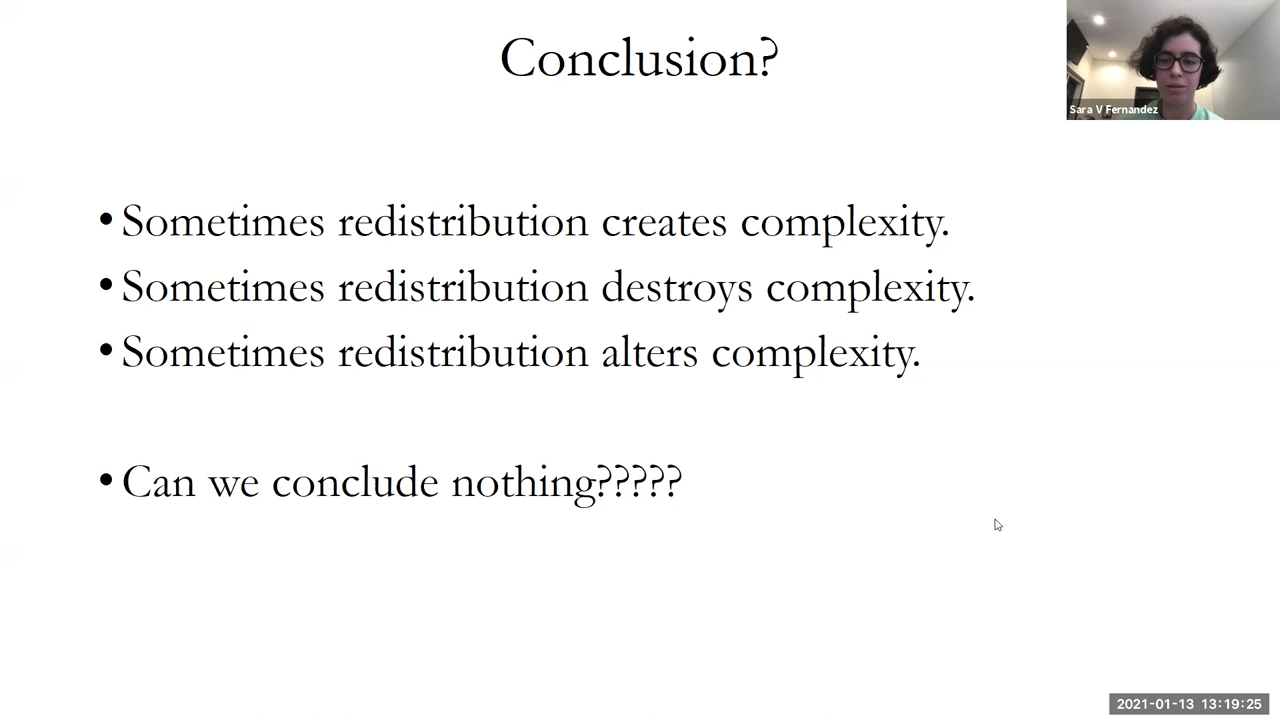 Conclusion?
Sara V Fernandez
• Sometimes redistribution creates complexity.
• Sometimes redistribution destroys complexity.
• Sometimes redistribution alters complexity.
• Can we conclude nothing?????
2021-01-13 13:19:25